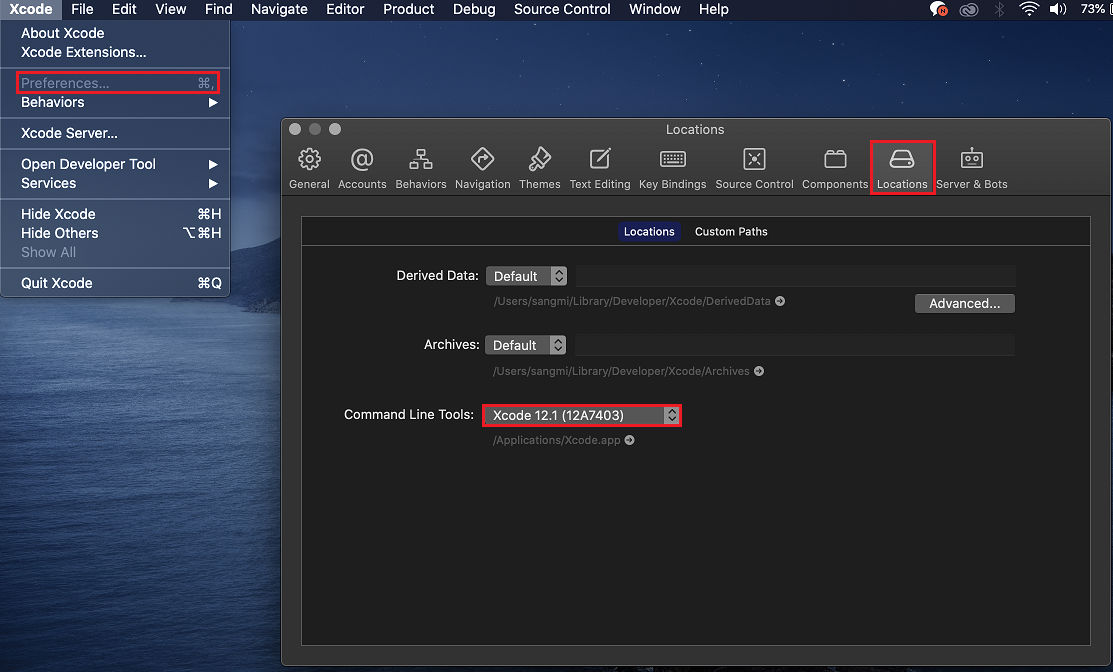 Xcode File Edit View Find Navigate Editor Product Debug Source Control Window Help 73%
About Xcode
Xcode Extensions...
Preferences... ⌘,
Behaviors ▶
Xcode Server...
Open Developer Tool ▶
Services ▶
Hide Xcode ⌘H
Hide Others ⌥⌘H
Show All
Quit Xcode ⌘Q
Locations
General Accounts Behaviors Navigation Themes Text Editing Key Bindings Source Control Components Locations Server & Bots
Locations Custom Paths
Derived Data: Default
/Users/sangmi/Library/Developer/Xcode/DerivedData
Advanced...
Archives: Default
/Users/sangmi/Library/Developer/Xcode/Archives
Command Line Tools: Xcode 12.1 (12A7403)
/Applications/Xcode.app